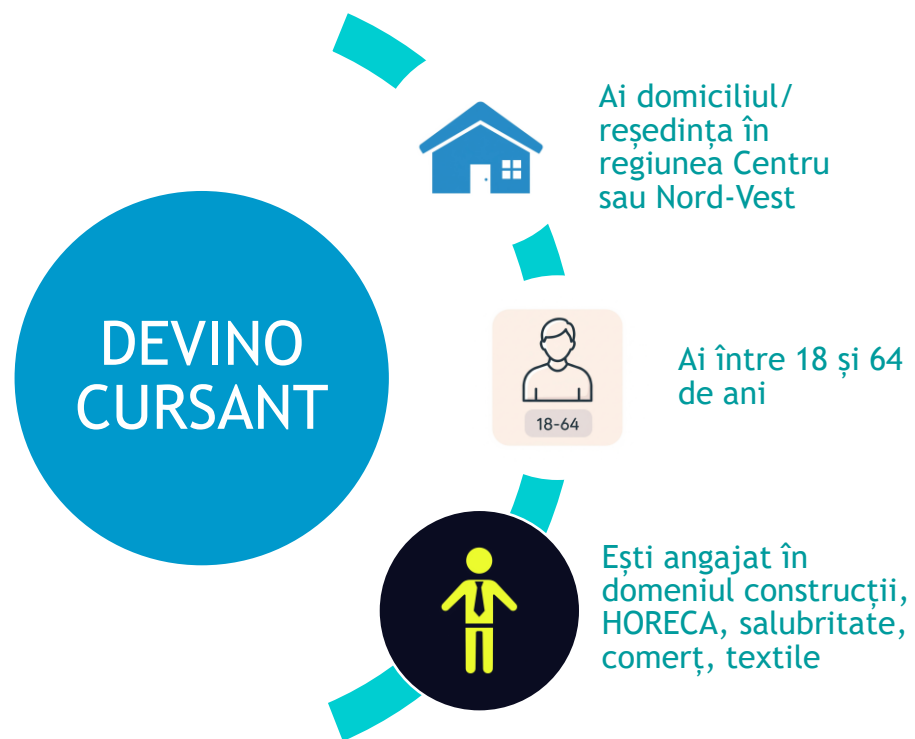 DEVINO
CURSANT
Ai domiciliul/
reședința în
regiunea Centru
sau Nord-Vest
18-64
Ai între 18 și 64
de ani
Ești angajat în
domeniul construcții,
HORECA, salubritate,
comerț, textile